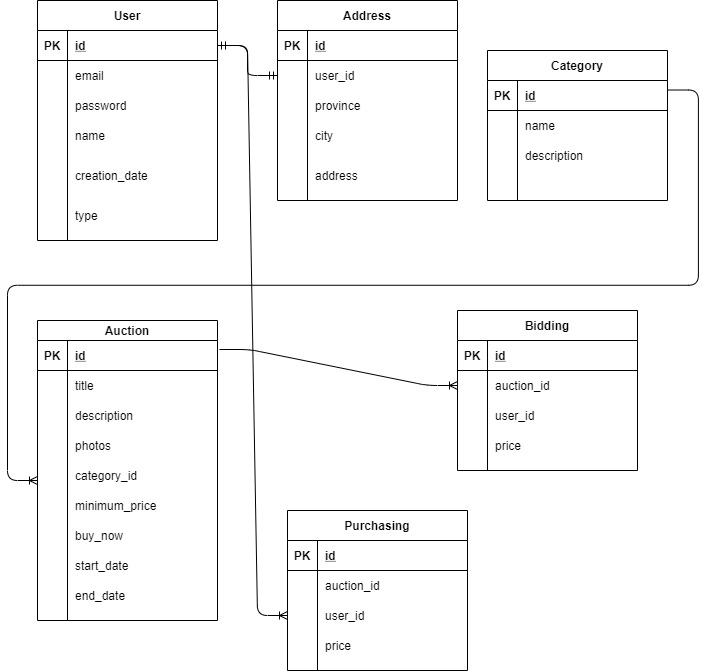 User
PK id
email
password
name
creation_date
type
Address
PK id
user_id
province
city
address
Category
PK id
name
description
Auction
PK id
title
description
photos
category_id
minimum_price
buy_now
start_date
end_date
Bidding
PK id
auction_id
user_id
price
Purchasing
PK id
auction_id
user_id
price